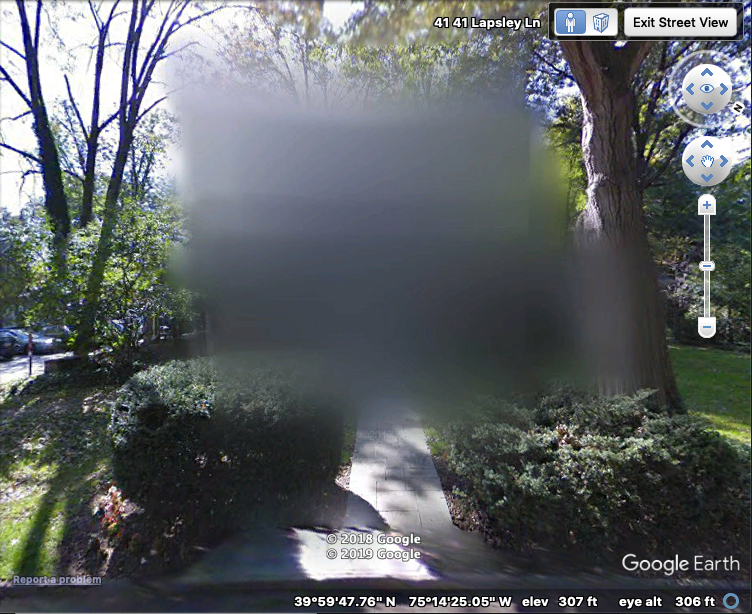 41 41 Lapsley Ln
Exit Street View
N
© 2018 Google
© 2019 Google
Google Earth
Report a problem
39°59'47.76" N 75°14'25.05" W elev 307 ft eye alt 306 ft